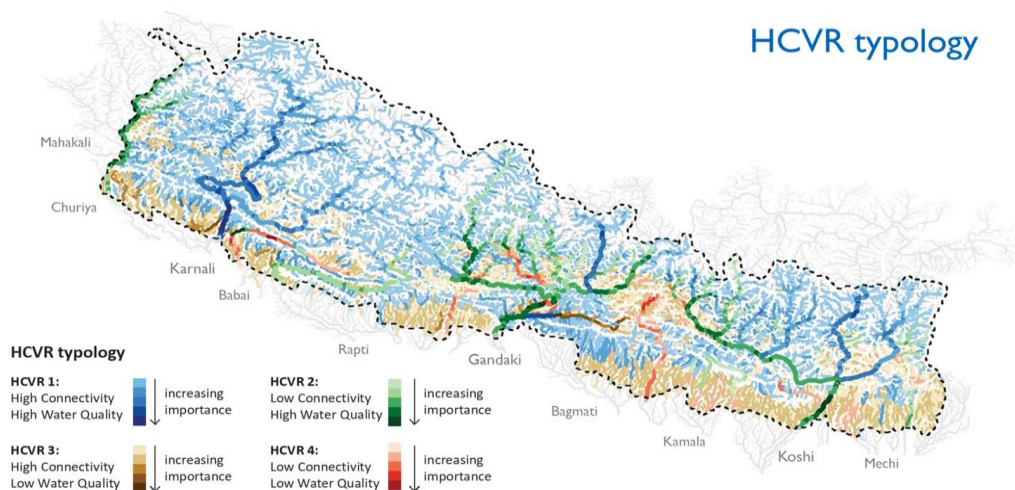 HCVR typology
Mahakali
Churiya
Karnali
Babai
Rapti
Gandaki
Bagmati
Kamala
Koshi
Mechi
HCVR typology
HCVR 1:
High Connectivity
High Water Quality
increasing
importance
HCVR 2:
Low Connectivity
High Water Quality
increasing
importance
HCVR 3:
High Connectivity
Low Water Quality
increasing
importance
HCVR 4:
Low Connectivity
Low Water Quality
increasing
importance